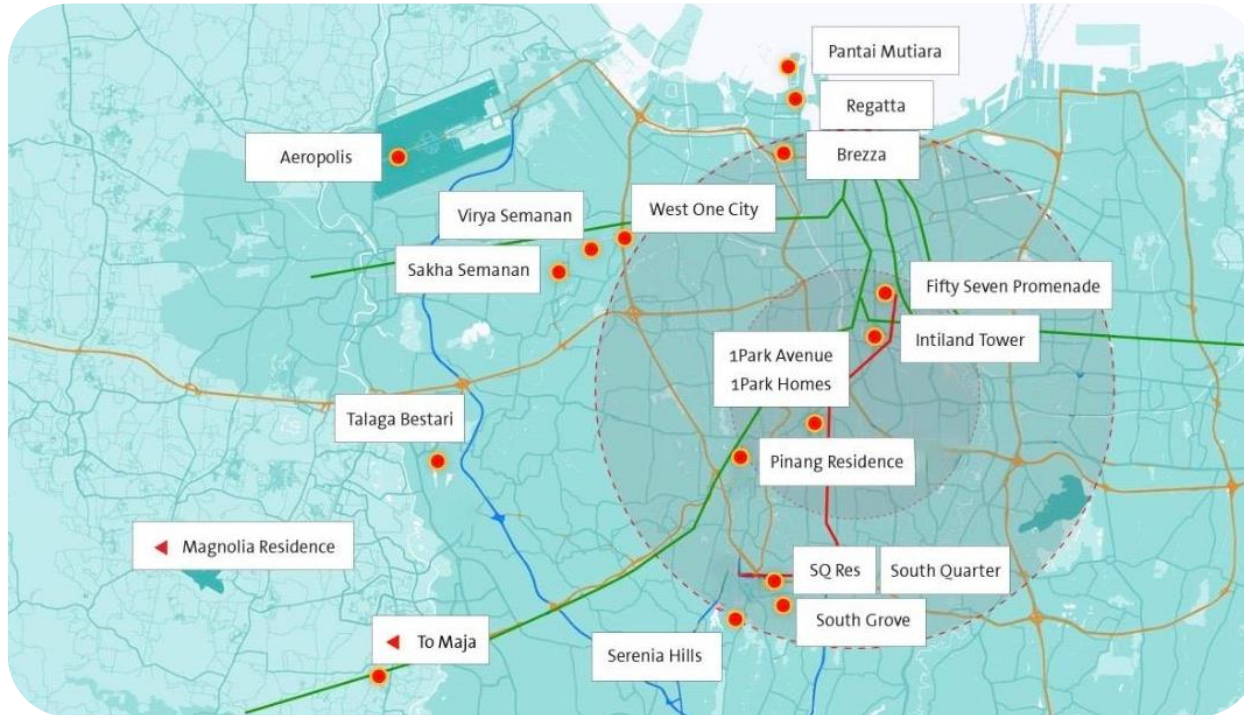 Pantai Mutiara
Regatta
Brezza
Aeropolis
Virya Semanan
West One City
Sakha Semanan
Fifty Seven Promenade
Intiland Tower
1Park Avenue
1Park Homes
Talaga Bestari
Pinang Residence
Magnolia Residence
SQ Res
South Quarter
South Grove
To Maja
Serenia Hills